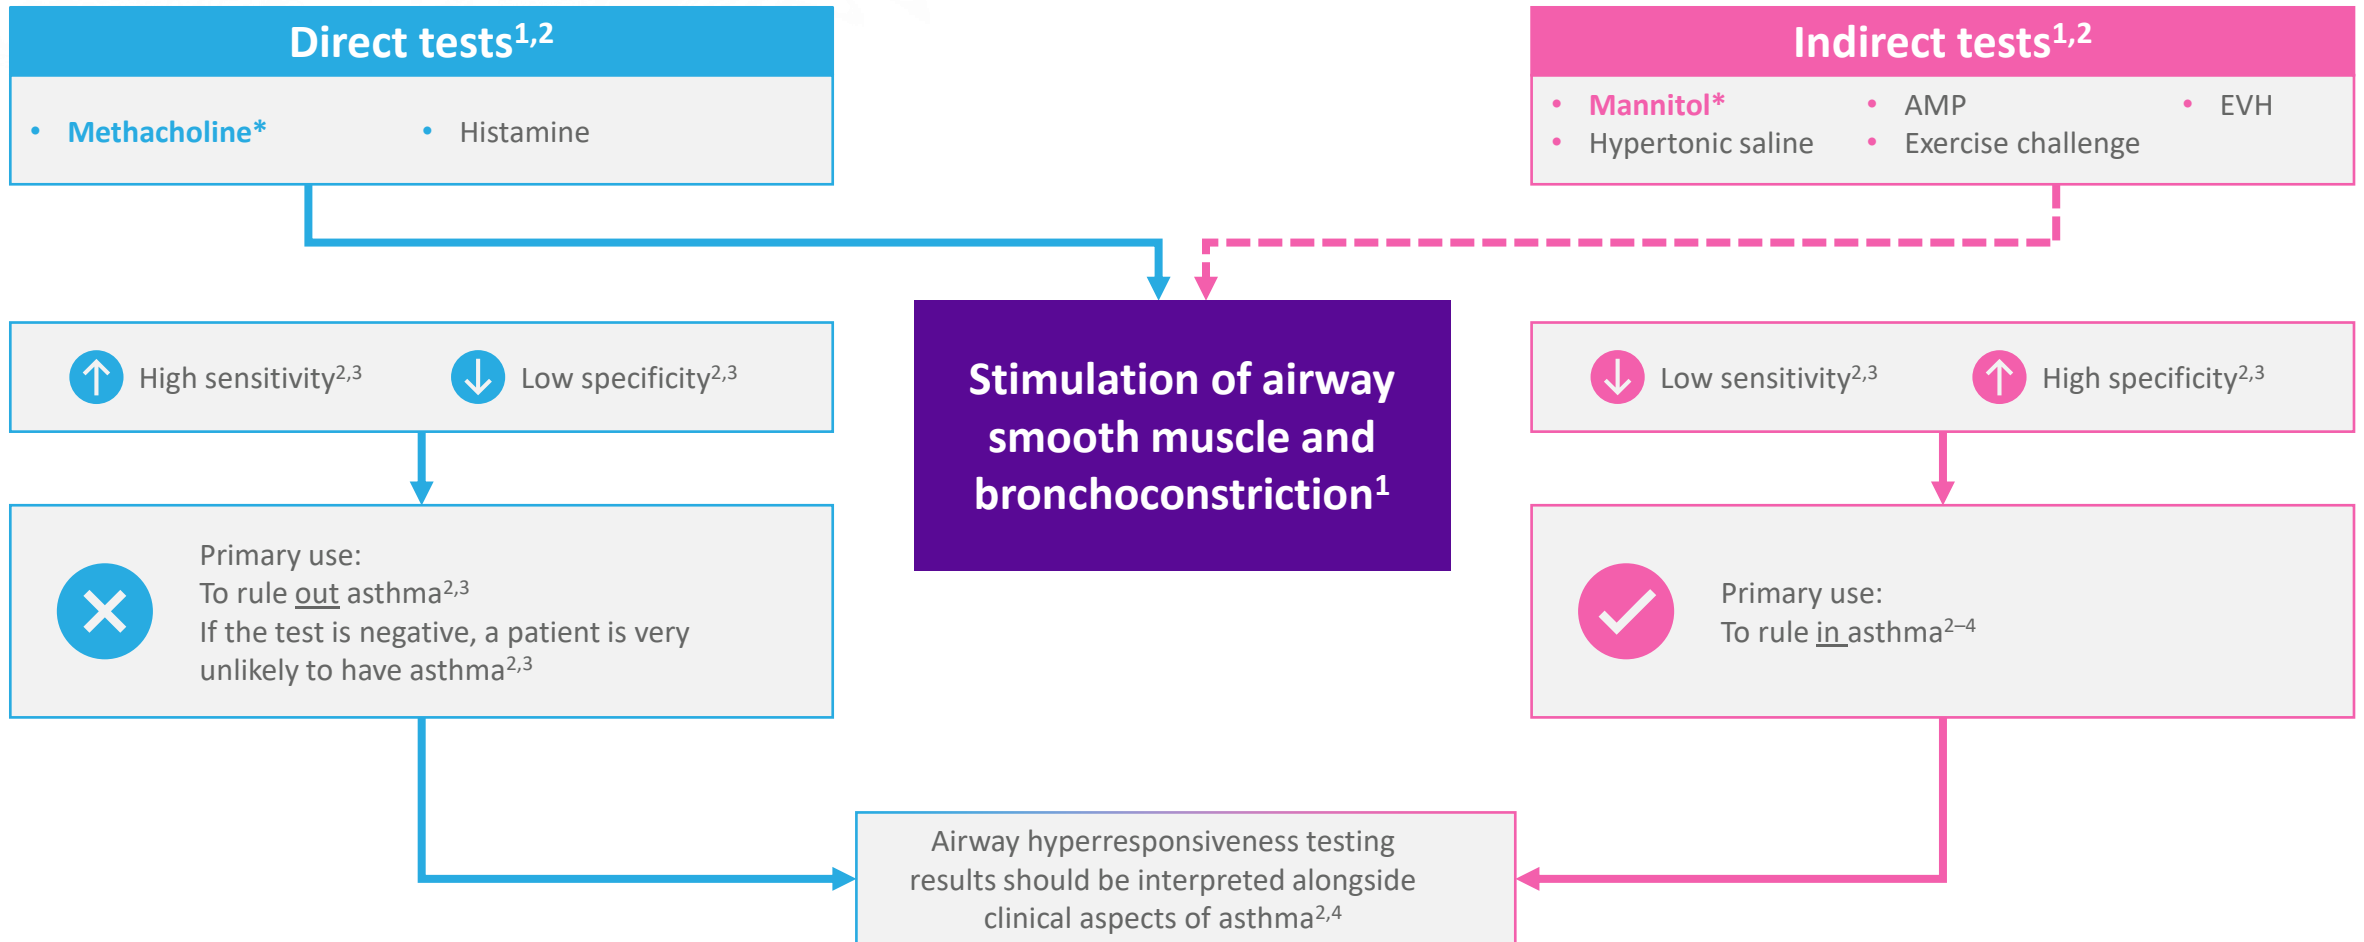 Direct tests1,2
• Methacholine*
• Histamine
Indirect tests1,2
• Mannitol*
• AMP
• EVH
• Hypertonic saline
• Exercise challenge
Stimulation of airway
smooth muscle and
bronchoconstriction1
High sensitivity2,3
Low specificity2,3
Low sensitivity2,3
High specificity2,3
Primary use:
To rule out asthma2,3
If the test is negative, a patient is very
unlikely to have asthma2,3
Primary use:
To rule in asthma2–4
Airway hyperresponsiveness testing
results should be interpreted alongside
clinical aspects of asthma2,4